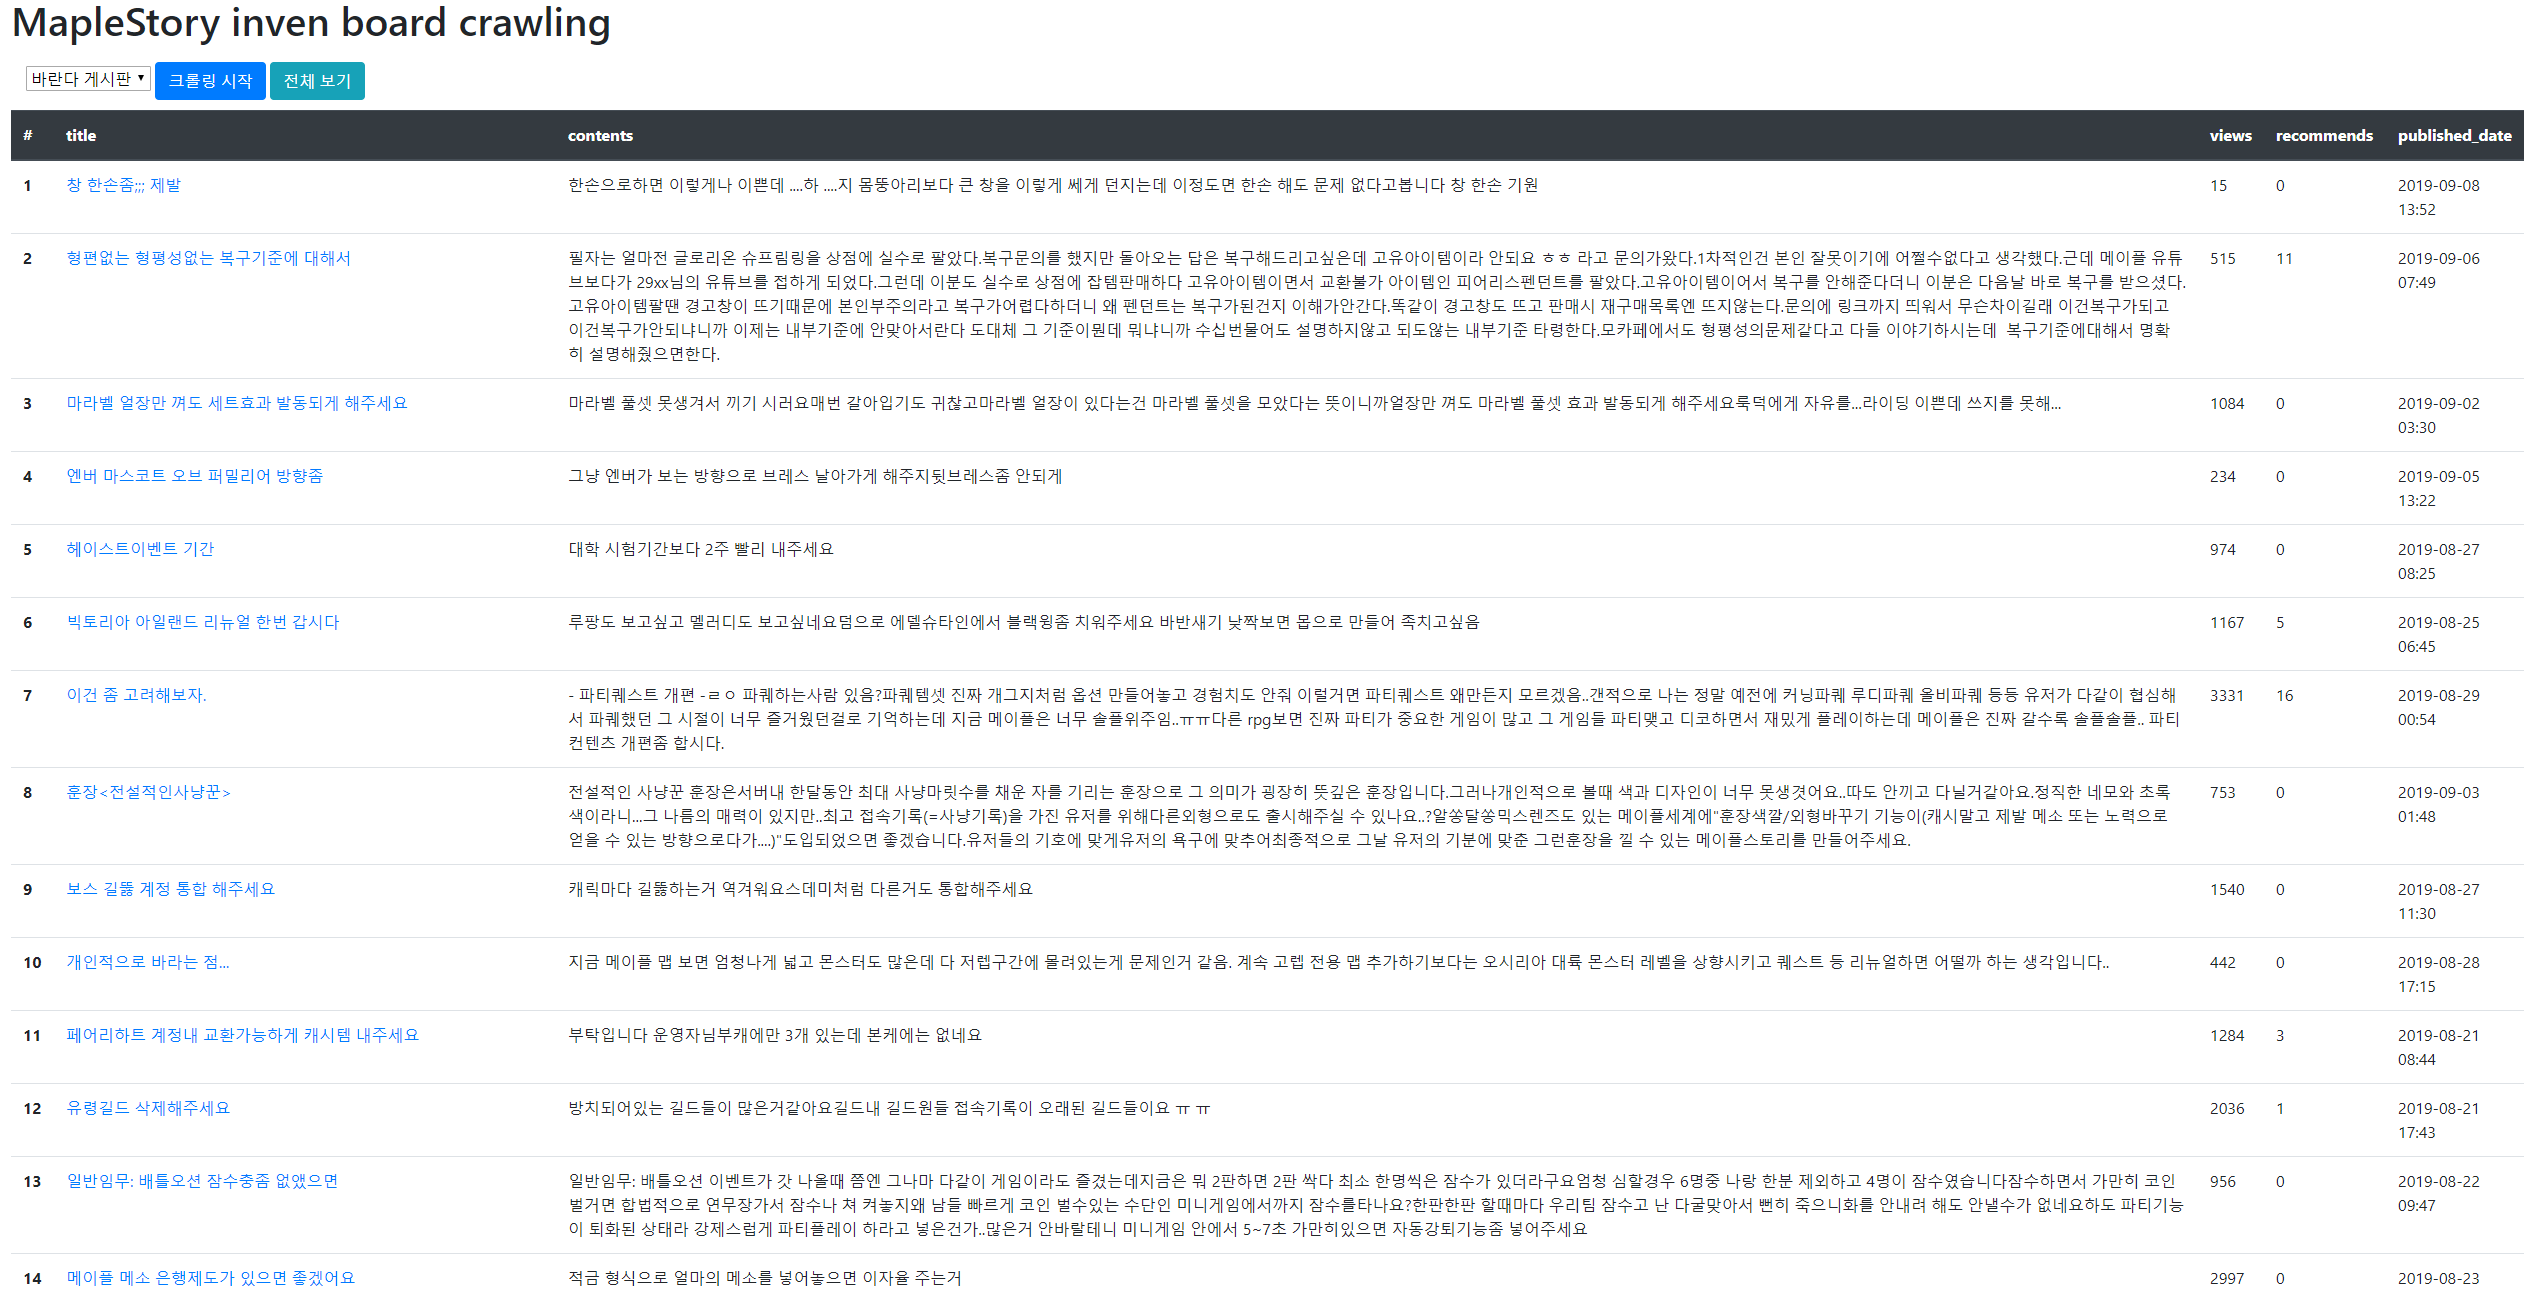 MapleStory inven board crawling
바란다 게시판 크롤링 시작 전체 보기
# title contents views recommends published_date
1 창 한손좀;;; 제발 한손으로하면 이렇게나 이쁜데 ....하 ....지 몸뚱아리보다 큰 창을 이렇게 쎄게 던지는데 이정도면 한손 해도 문제 없다고봅니다 창 한손 기원 15 0 2019-09-08
13:52
2 형편없는 형평성없는 복구기준에 대해서 필자는 얼마전 글로리온 슈프림링을 상점에 실수로 팔았다.복구문의를 했지만 돌아오는 답은 복구해드리고싶은데 고유아이템이라 안되요 ㅎㅎ 라고 문의가왔다.1차적인건 본인 잘못이기에 어쩔수없다고 생각했다.근데 메이플 유튜 515 11 2019-09-06
브보다가 29xx님의 유튜브를 접하게 되었다.그런데 이분도 실수로 상점에 잡템판매하다 고유아이템이면서 교환불가 아이템인 피어리스펜던트를 팔았다.고유아이템이어서 복구를 안해준다더니 이분은 다음날 바로 복구를 받으셨다. 07:49
고유아이템팔땐 경고창이 뜨기때문에 본인부주의라고 복구가어렵다하더니 왜 펜던트는 복구가된건지 이해가안간다.똑같이 경고창도 뜨고 판매시 재구매목록엔 뜨지않는다.문의에 링크까지 띄워서 무슨차이길래 이건복구가되고
이건복구가안되냐니까 이제는 내부기준에 안맞아서란다 도대체 그 기준이뭔데 뭐냐니까 수십번물어도 설명하지않고 되도않는 내부기준 타령한다.모카페에서도 형평성의문제같다고 다들 이야기하시는데  복구기준에대해서 명확
히 설명해줬으면한다.
3 마라벨 얼장만 껴도 세트효과 발동되게 해주세요 마라벨 풀셋 못생겨서 끼기 시러요매번 갈아입기도 귀찮고마라벨 얼장이 있다는건 마라벨 풀셋을 모았다는 뜻이니까얼장만 껴도 마라벨 풀셋 효과 발동되게 해주세요룩덕에게 자유를...라이딩 이쁜데 쓰지를 못해... 1084 0 2019-09-02
03:30
4 엔버 마스코트 오브 퍼밀리어 방향좀 그냥 엔버가 보는 방향으로 브레스 날아가게 해주지뒷브레스좀 안되게 234 0 2019-09-05
13:22
5 헤이스트이벤트 기간 대학 시험기간보다 2주 빨리 내주세요 974 0 2019-08-27
08:25
6 빅토리아 아일랜드 리뉴얼 한번 갑시다 루팡도 보고싶고 멜러디도 보고싶네요덤으로 에델슈타인에서 블랙윙좀 치워주세요 바반새기 낯짝보면 몹으로 만들어 족치고싶음 1167 5 2019-08-25
06:45
7 이건 좀 고려해보자. - 파티퀘스트 개편 -ㄹㅇ 파퀘하는사람 있음?파퀘템셋 진짜 개그지처럼 옵션 만들어놓고 경험치도 안줘 이럴거면 파티퀘스트 왜만든지 모르겠음..갠적으로 나는 정말 예전에 커닝파퀘 루디파퀘 올비파퀘 등등 유저가 다같이 협심해 3331 16 2019-08-29
서 파퀘했던 그 시절이 너무 즐거웠던걸로 기억하는데 지금 메이플은 너무 솔플위주임..ㅠㅠ다른 rpg보면 진짜 파티가 중요한 게임이 많고 그 게임들 파티맺고 디코하면서 재밌게 플레이하는데 메이플은 진짜 갈수록 솔플솔플.. 파티 00:54
컨텐츠 개편좀 합시다.
8 훈장<전설적인사냥꾼> 전설적인 사냥꾼 훈장은서버내 한달동안 최대 사냥마릿수를 채운 자를 기리는 훈장으로 그 의미가 굉장히 뜻깊은 훈장입니다.그러나개인적으로 볼때 색과 디자인이 너무 못생겻어요..따도 안끼고 다닐거같아요.정직한 네모와 초록 753 0 2019-09-03
색이라니...그 나름의 매력이 있지만..최고 접속기록(=사냥기록)을 가진 유저를 위해다른외형으로도 출시해주실 수 있나요..?알쏭달쏭믹스렌즈도 있는 메이플세계에"훈장색깔/외형바꾸기 기능이(캐시말고 제발 메소 또는 노력으로 01:48
얻을 수 있는 방향으로다가....)"도입되었으면 좋겠습니다.유저들의 기호에 맞게유저의 욕구에 맞추어최종적으로 그날 유저의 기분에 맞춘 그런훈장을 낄 수 있는 메이플스토리를 만들어주세요.
9 보스 길뚫 계정 통합 해주세요 캐릭마다 길뚫하는거 역겨워요스데미처럼 다른거도 통합해주세요 1540 0 2019-08-27
11:30
10 개인적으로 바라는 점... 지금 메이플 맵 보면 엄청나게 넓고 몬스터도 많은데 다 저렙구간에 몰려있는게 문제인거 같음. 계속 고렙 전용 맵 추가하기보다는 오시리아 대륙 몬스터 레벨을 상향시키고 퀘스트 등 리뉴얼하면 어떨까 하는 생각입니다.. 442 0 2019-08-28
17:15
11 페어리하트 계정내 교환가능하게 캐시템 내주세요 부탁입니다 운영자님부캐에만 3개 있는데 본케에는 없네요 1284 3 2019-08-21
08:44
12 유령길드 삭제해주세요 방치되어있는 길드들이 많은거같아요길드내 길드원들 접속기록이 오래된 길드들이요 ㅠ ㅠ 2036 1 2019-08-21
17:43
13 일반임무: 배틀오션 잠수충좀 없앴으면 일반임무: 배틀오션 이벤트가 갓 나올때 쯤엔 그나마 다같이 게임이라도 즐겼는데지금은 뭐 2판하면 2판 싹다 최소 한명씩은 잠수가 있더라구요엄청 심할경우 6명중 나랑 한분 제외하고 4명이 잠수였습니다잠수하면서 가만히 코인 956 0 2019-08-22
벌거면 합법적으로 연무장가서 잠수나 쳐 켜놓지왜 남들 빠르게 코인 벌수있는 수단인 미니게임에서까지 잠수를타나요?한판한판 할때마다 우리팀 잠수고 난 다굴맞아서 뻔히 죽으니화를 안내려 해도 안낼수가 없네요하도 파티기능 09:47
이 퇴화된 상태라 강제스럽게 파티플레이 하라고 넣은건가..많은거 안바랄테니 미니게임 안에서 5~7초 가만히있으면 자동강퇴기능좀 넣어주세요
14 메이플 메소 은행제도가 있으면 좋겠어요 적금 형식으로 얼마의 메소를 넣어놓으면 이자율 주는거 2997 0 2019-08-23